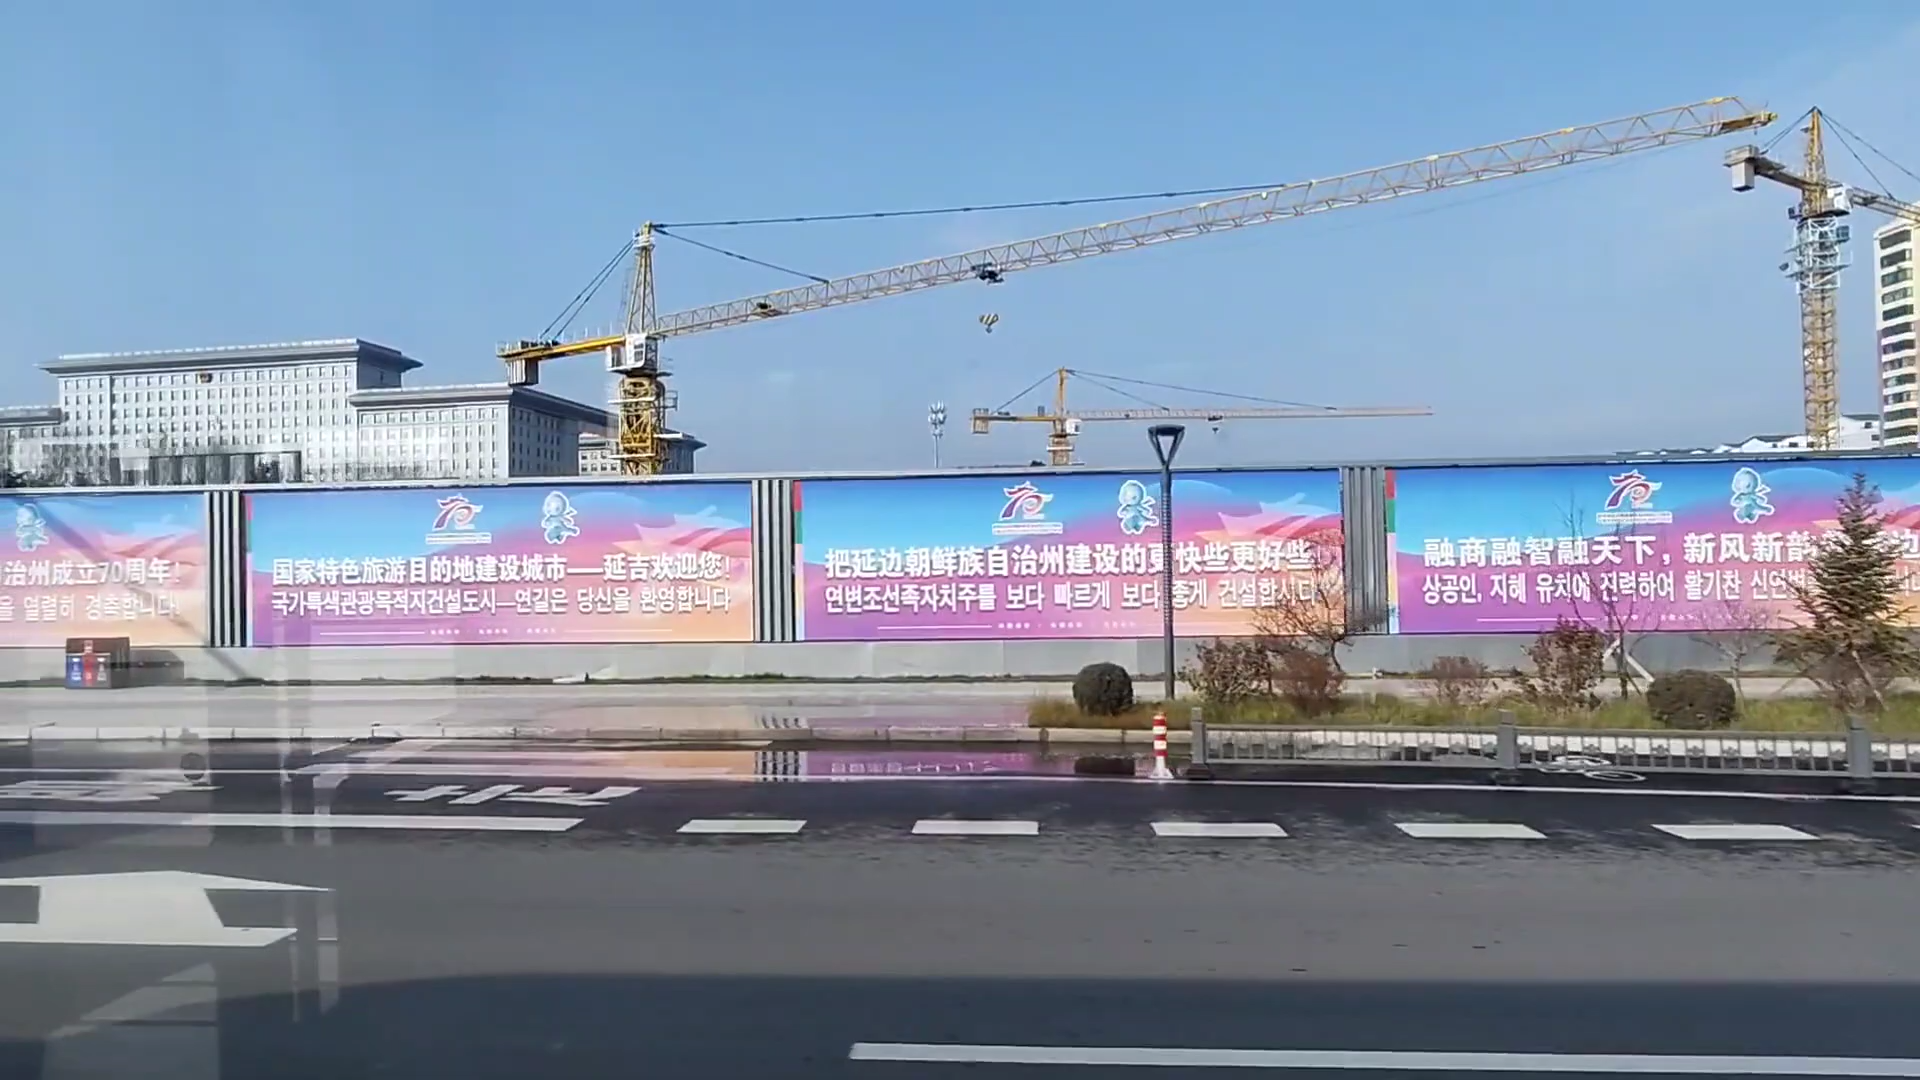 治州成立70周年!
을 열렬히 경축합니다!
70
国家特色旅游目的地建设城市——延吉欢迎您!
국가특색관광목적지건설도시—연길은 당신을 환영합니다
70
把延边朝鲜族自治州建设的更快些更好些
연변조선족자치주를 보다 빠르게 보다 좋게 건설합시다
70
融商融智融天下，新风新韵
상공인, 지혜 유치에 진력하여 활기찬